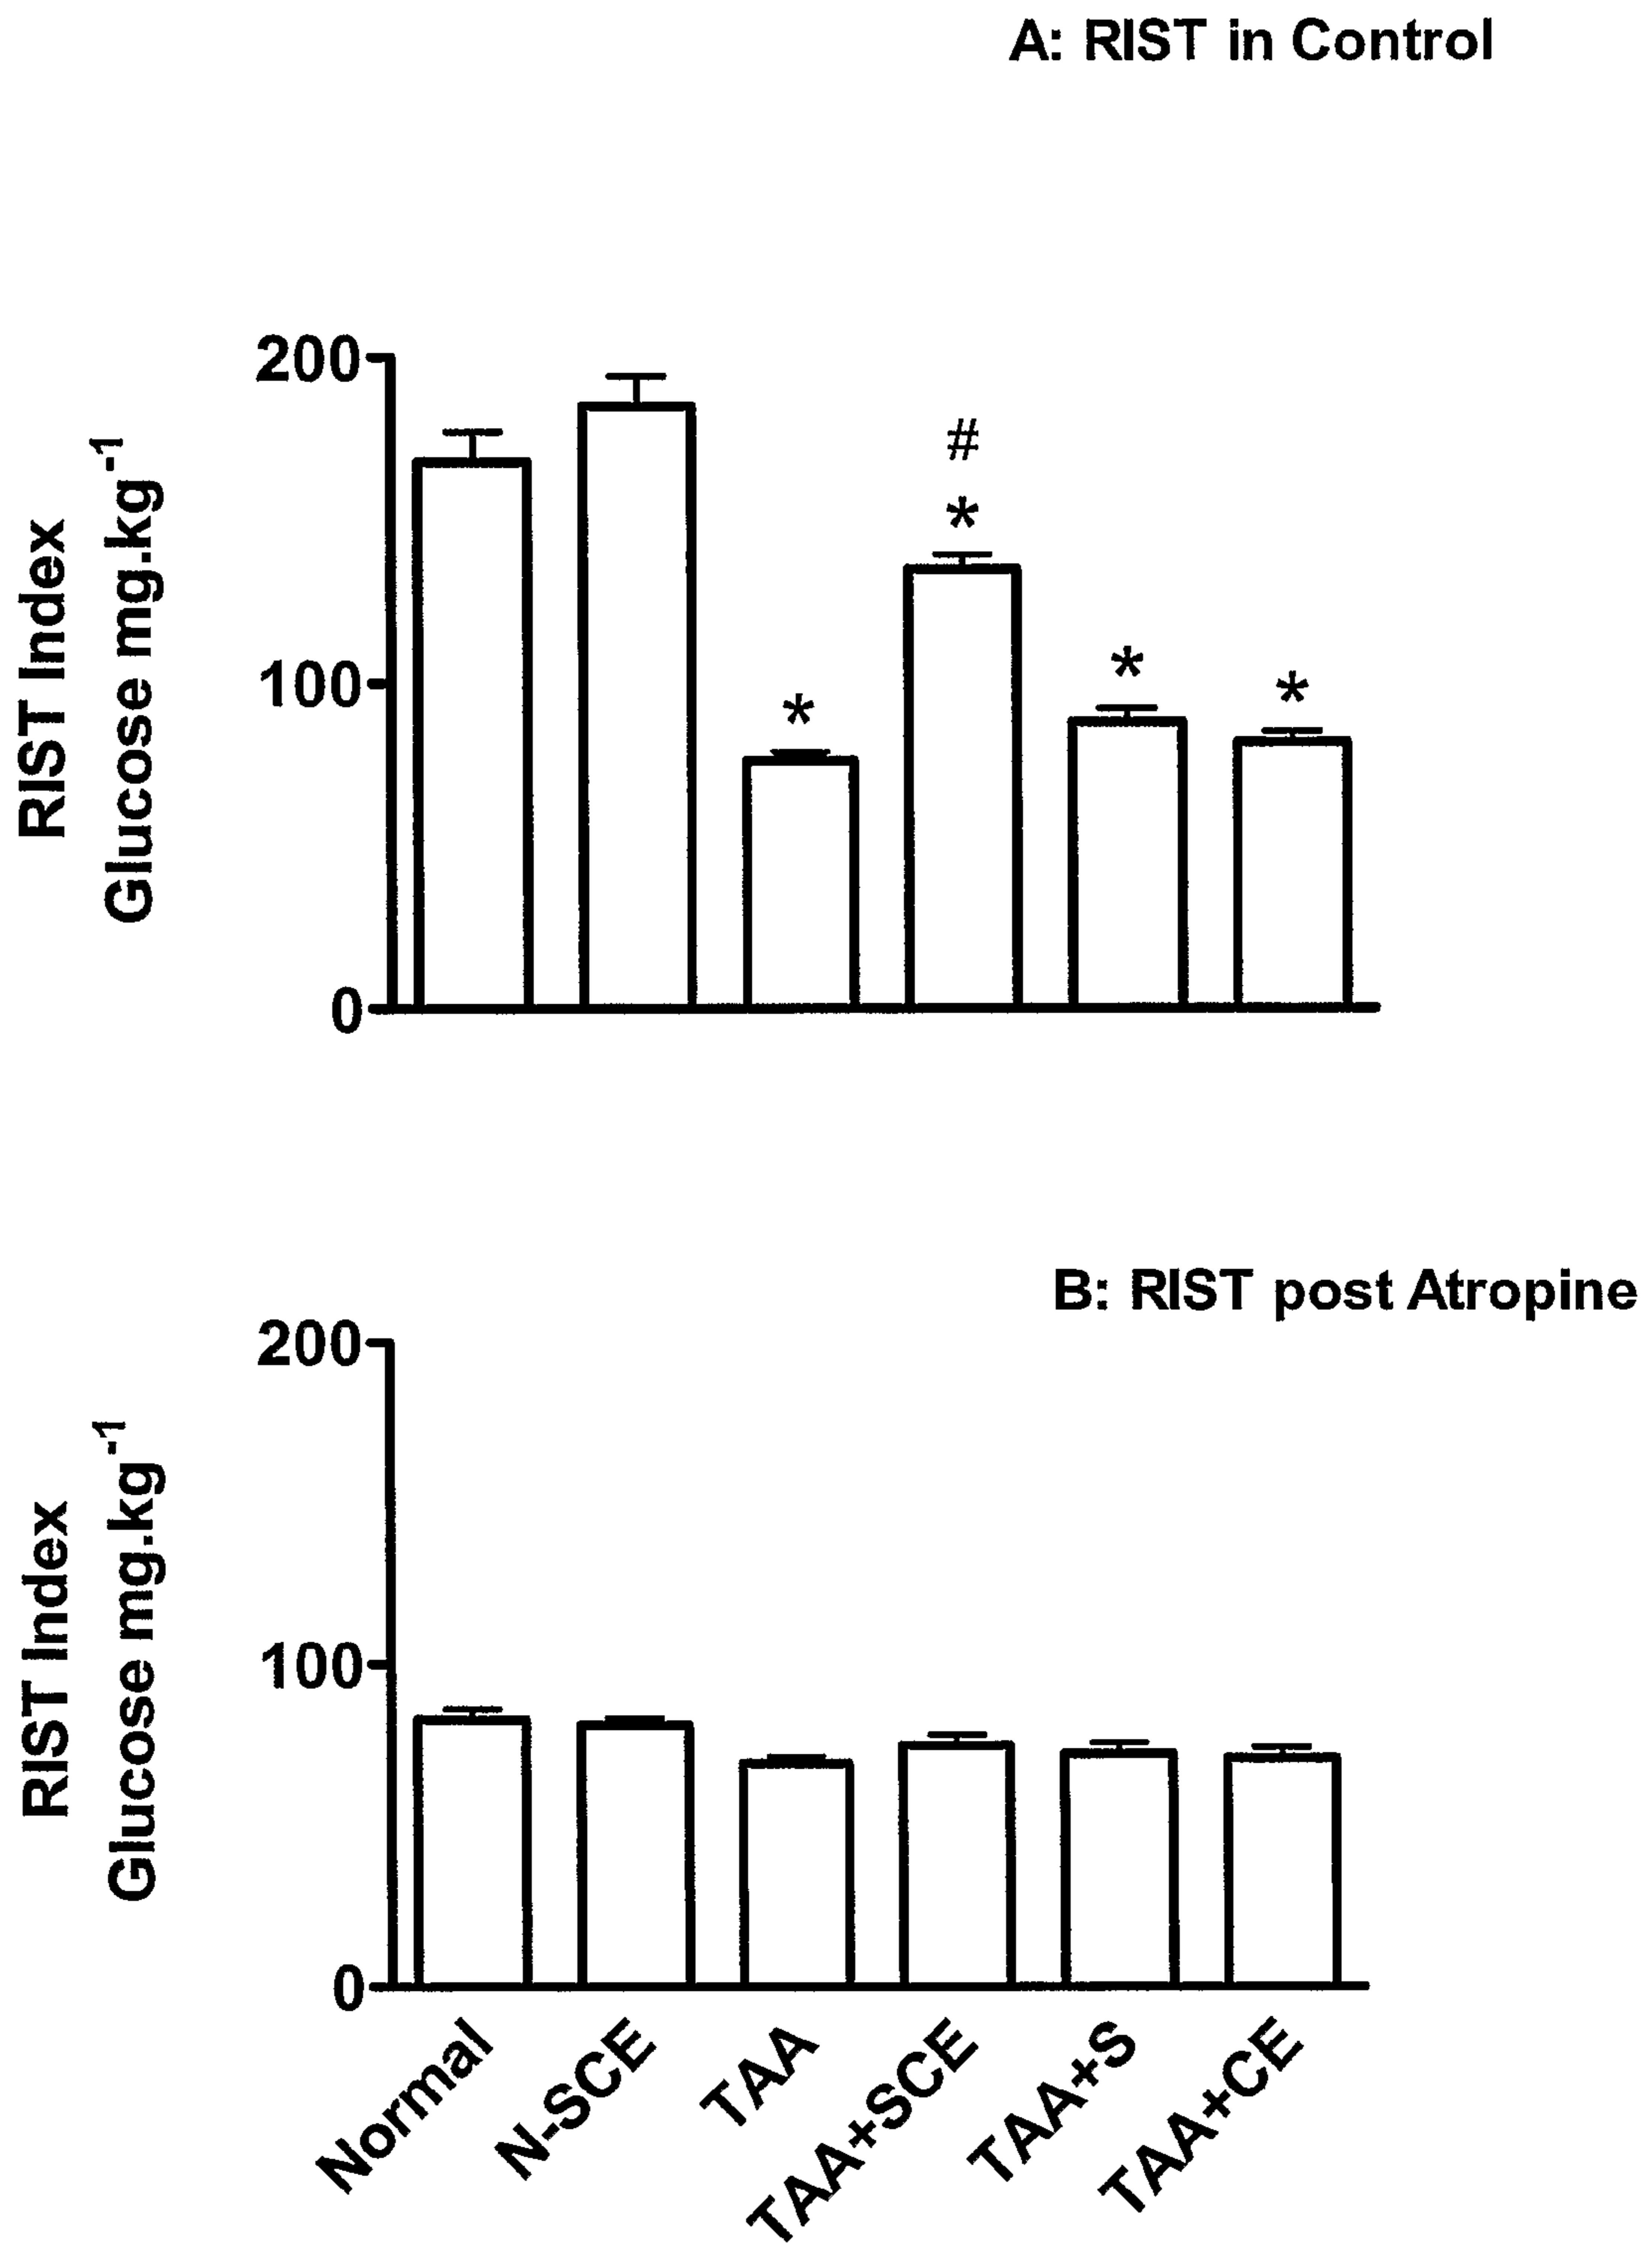 A: RIST in Control
RIST Index
Glucose mg.kg⁻¹
200
100
0
#
*
*
*
*
B: RIST post Atropine
RIST Index
Glucose mg.kg⁻¹
200
100
0
Normal
N-SCE
TAA
TAA+SCE
TAA+S
TAA+CE